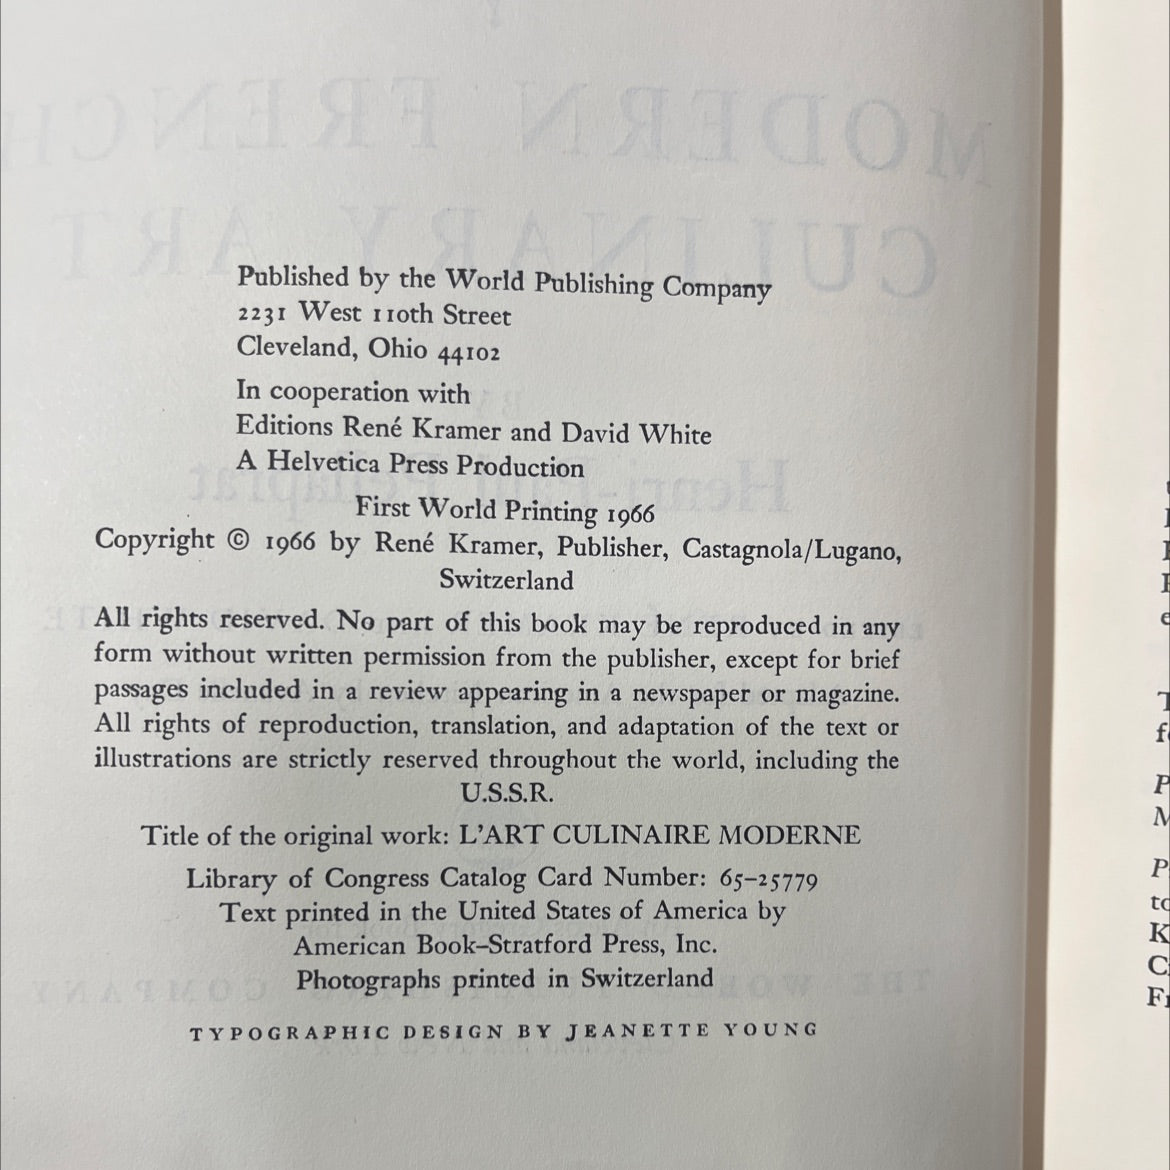 MODERN FRENCH
CULINARY ART
Published by the World Publishing Company
2231 West 110th Street
Cleveland, Ohio 44102
In cooperation with
Editions René Kramer and David White
A Helvetica Press Production
First World Printing 1966
Copyright © 1966 by René Kramer, Publisher, Castagnola/Lugano,
Switzerland
All rights reserved. No part of this book may be reproduced in any
form without written permission from the publisher, except for brief
passages included in a review appearing in a newspaper or magazine.
All rights of reproduction, translation, and adaptation of the text or
illustrations are strictly reserved throughout the world, including the
U.S.S.R.
Title of the original work: L'ART CULINAIRE MODERNE
Library of Congress Catalog Card Number: 65–25779
Text printed in the United States of America by
American Book–Stratford Press, Inc.
Photographs printed in Switzerland
TYPOGRAPHIC DESIGN BY JEANETTE YOUNG